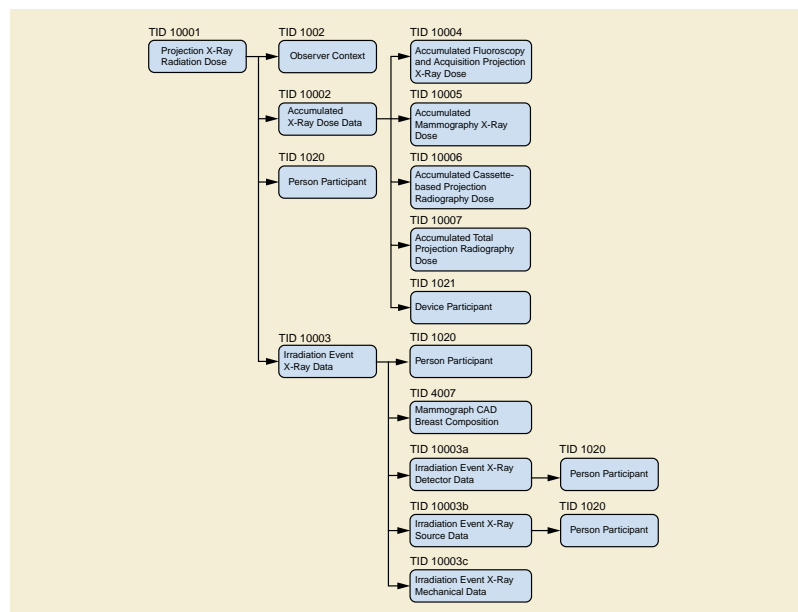 TID 10001
Projection X-Ray
Radiation Dose
TID 1002
Observer Context
TID 10002
Accumulated
X-Ray Dose Data
TID 1020
Person Participant
TID 10003
Irradiation Event
X-Ray Data
TID 10004
Accumulated Fluoroscopy
and Acquisition Projection
X-Ray Dose
TID 10005
Accumulated
Mammography X-Ray
Dose
TID 10006
Accumulated Cassette-
based Projection
Radiography Dose
TID 10007
Accumulated Total
Projection Radiography
Dose
TID 1021
Device Participant
TID 1020
Person Participant
TID 4007
Mammograph CAD
Breast Composition
TID 10003a
Irradiation Event X-Ray
Detector Data
TID 1020
Person Participant
TID 10003b
Irradiation Event X-Ray
Source Data
TID 1020
Person Participant
TID 10003c
Irradiation Event X-Ray
Mechanical Data